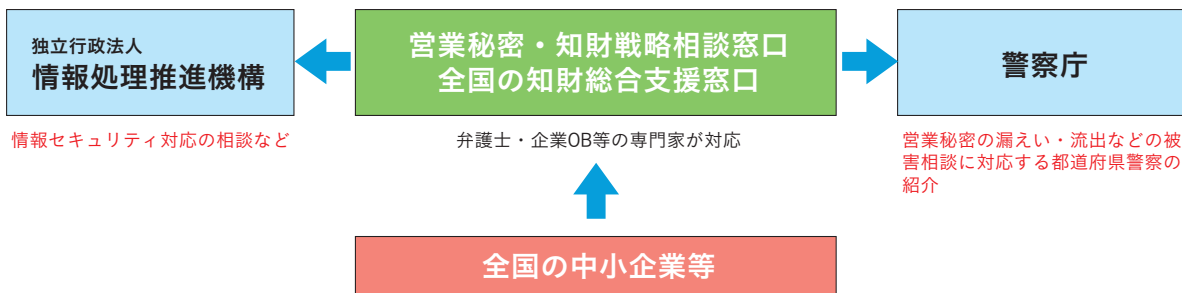 独立行政法人
情報処理推進機構
情報セキュリティ対応の相談など
営業秘密・知財戦略相談窓口
全国の知財総合支援窓口
弁護士・企業OB等の専門家が対応
警察庁
営業秘密の漏えい・流出などの被
害相談に対応する都道府県警察の
紹介
全国の中小企業等